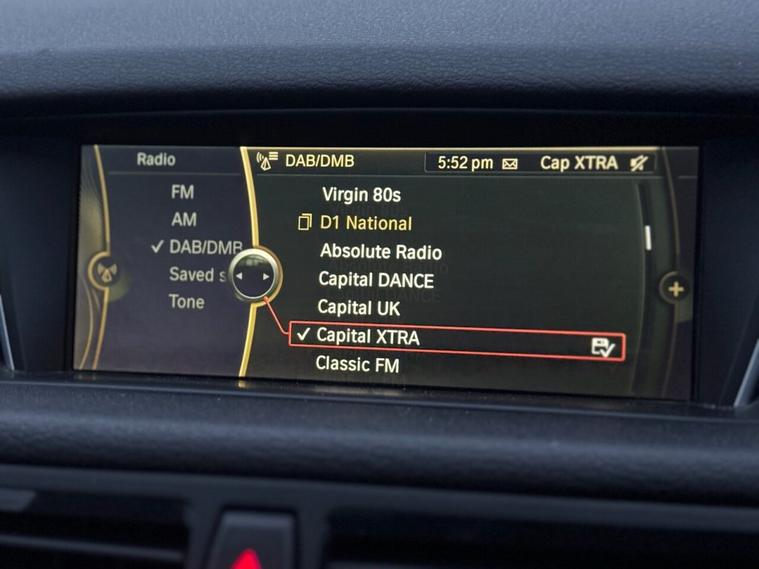 Radio
FM
AM
DAB/DMB
Saved s
Tone
DAB/DMB
5:52 pm
Cap XTRA
Virgin 80s
D1 National
Absolute Radio
Capital DANCE
Capital UK
Capital XTRA
Classic FM